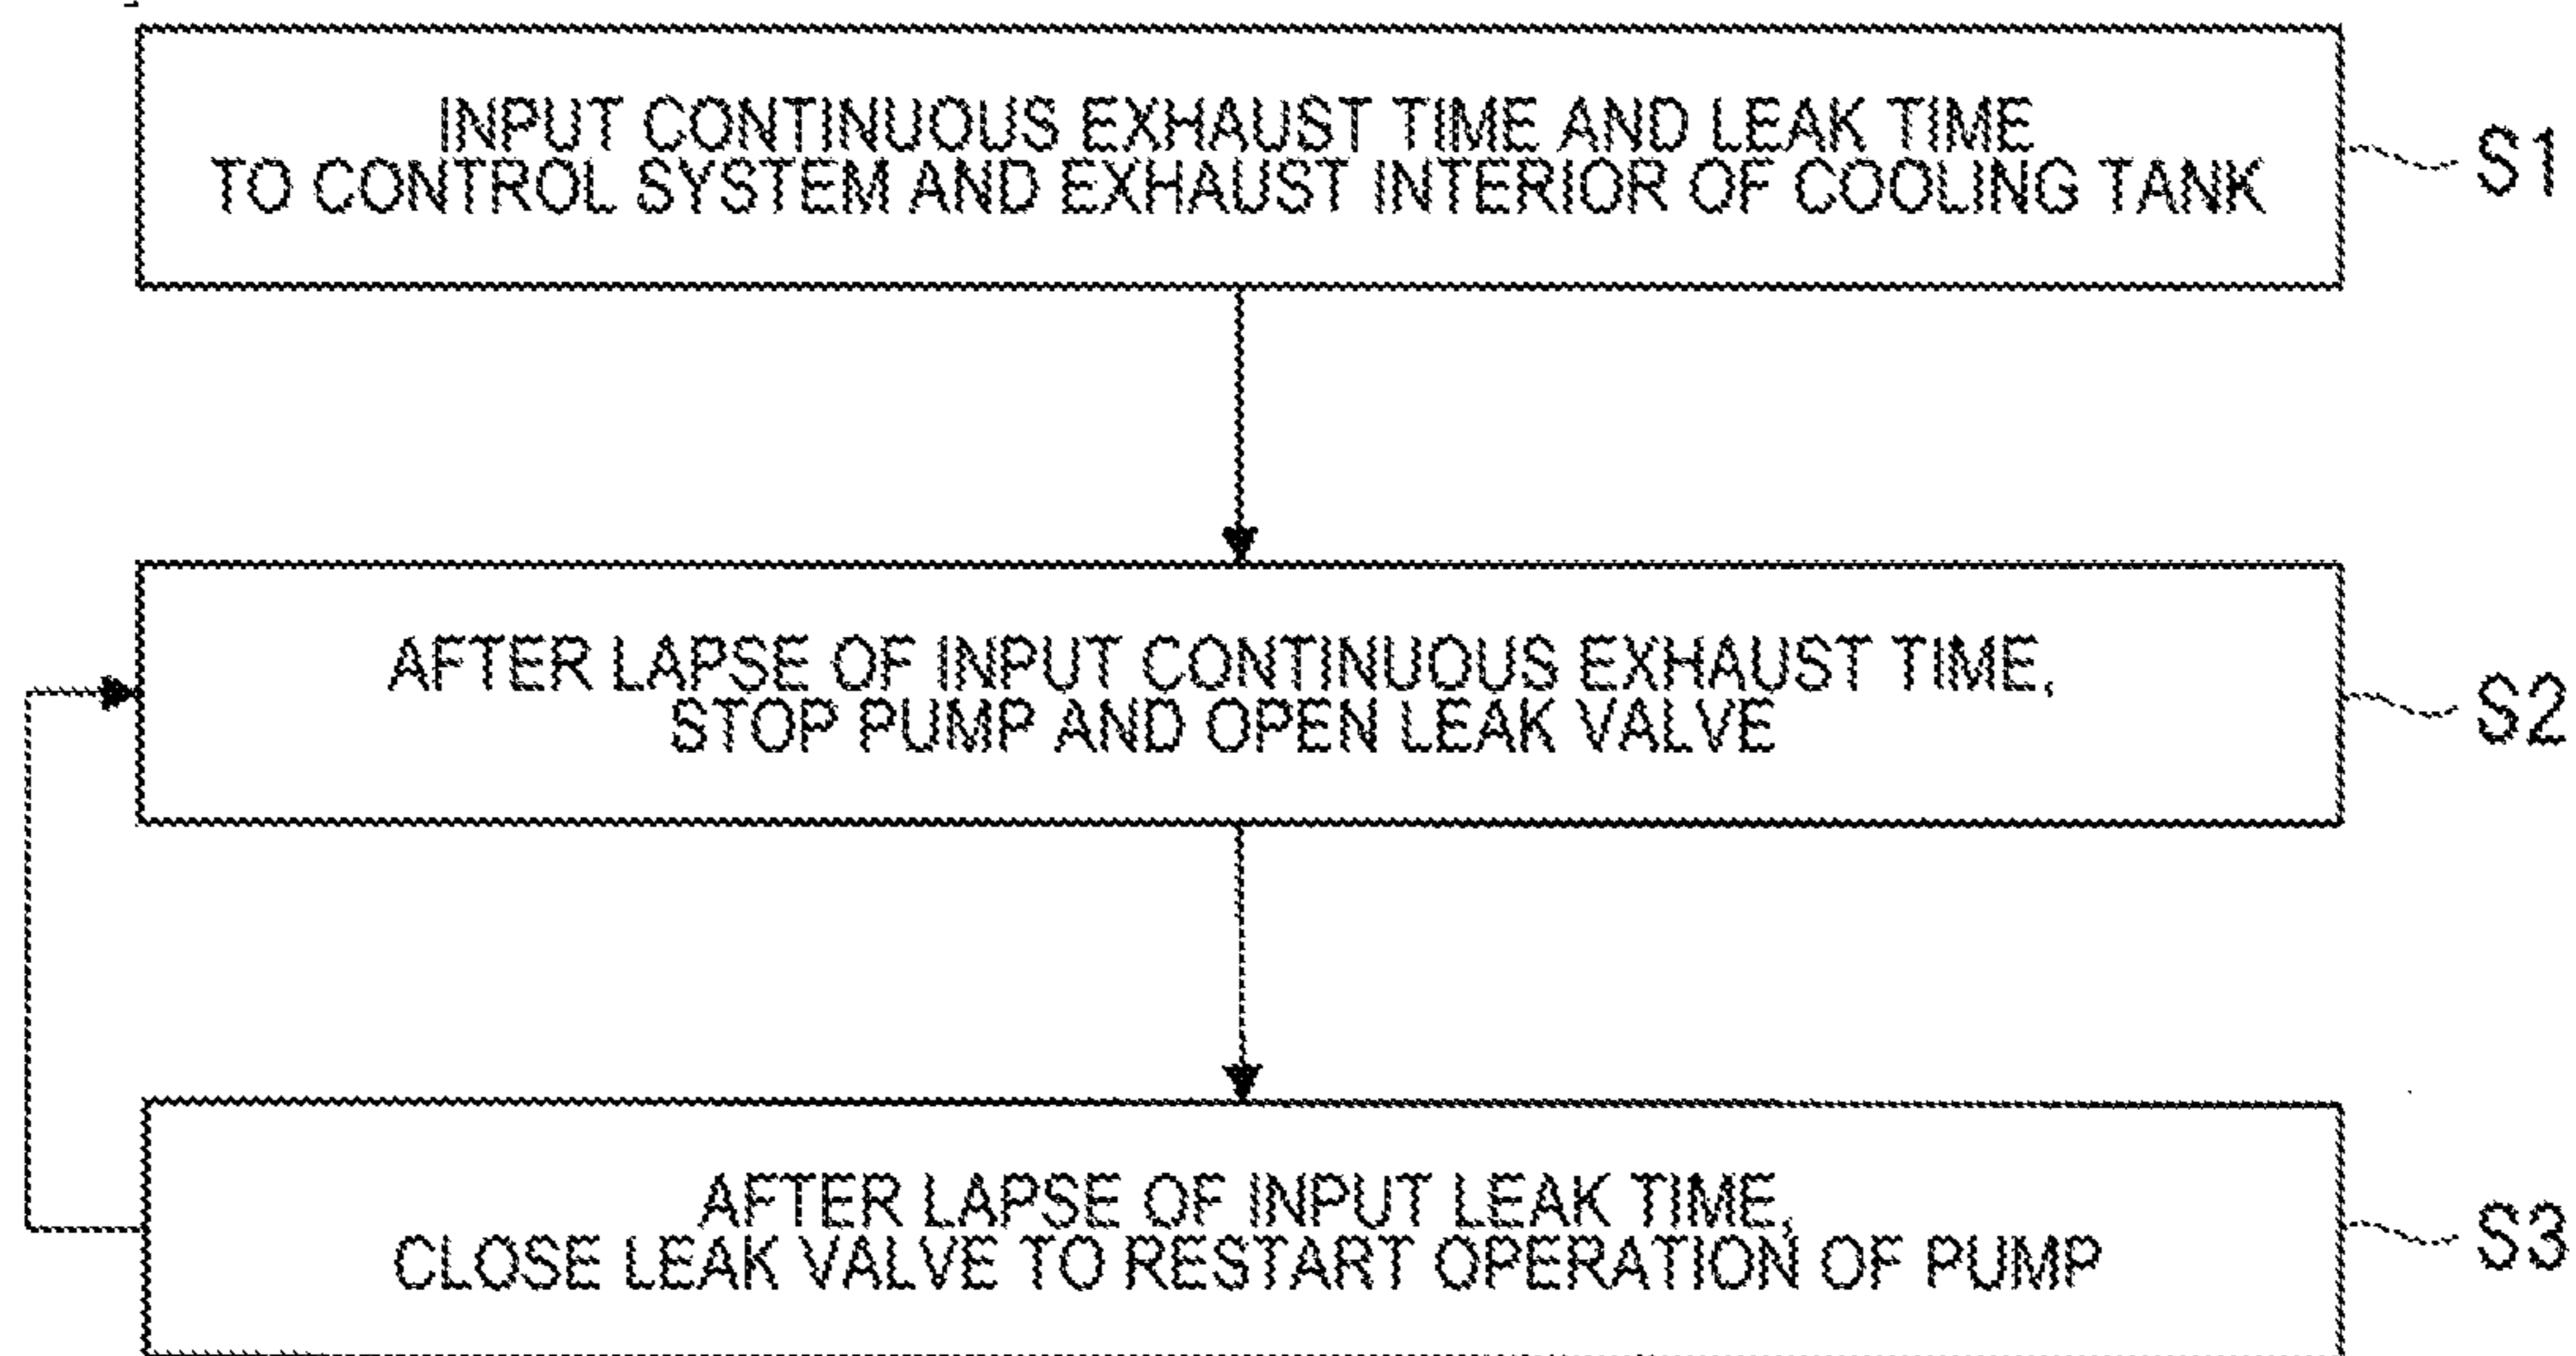 INPUT CONTINUOUS EXHAUST TIME AND LEAK TIME
TO CONTROL SYSTEM AND EXHAUST INTERIOR OF COOLING TANK
S1
AFTER LAPSE OF INPUT CONTINUOUS EXHAUST TIME,
STOP PUMP AND OPEN LEAK VALVE
S2
AFTER LAPSE OF INPUT LEAK TIME,
CLOSE LEAK VALVE TO RESTART OPERATION OF PUMP
S3